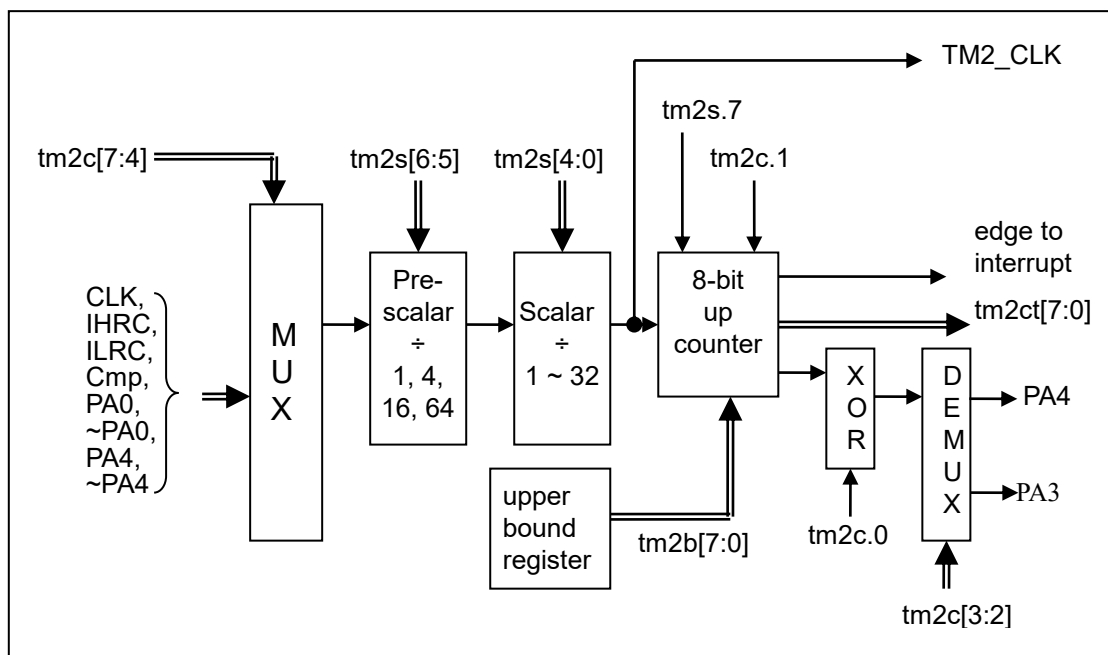 TM2_CLK
tm2s.7
tm2c[7:4]
tm2s[6:5]
tm2s[4:0]
tm2c.1
CLK,
IHRC,
ILRC,
Cmp,
PA0,
~PA0,
PA4,
~PA4
M
U
X
Pre-
scalar
÷
1, 4,
16, 64
Scalar
÷
1 ~ 32
8-bit
up
counter
edge to
interrupt
tm2ct[7:0]
X
O
R
D
E
M
U
X
PA4
PA3
upper
bound
register
tm2b[7:0]
tm2c.0
tm2c[3:2]